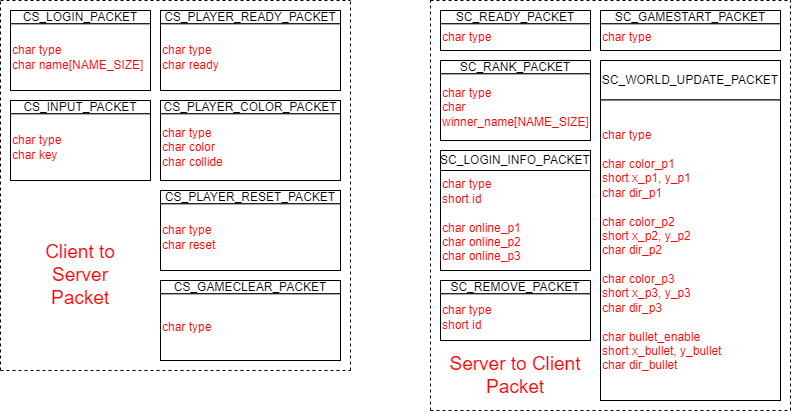 CS_LOGIN_PACKET
char type
char name[NAME_SIZE]
CS_PLAYER_READY_PACKET
char type
char ready
CS_INPUT_PACKET
char type
char key
CS_PLAYER_COLOR_PACKET
char type
char color
char collide
CS_PLAYER_RESET_PACKET
char type
char reset
CS_GAMECLEAR_PACKET
char type
Client to
Server
Packet
SC_READY_PACKET
char type
SC_GAMESTART_PACKET
char type
SC_RANK_PACKET
char type
char
winner_name[NAME_SIZE]
SC_LOGIN_INFO_PACKET
char type
short id
char online_p1
char online_p2
char online_p3
SC_REMOVE_PACKET
char type
short id
SC_WORLD_UPDATE_PACKET
char type
char color_p1
short x_p1, y_p1
char dir_p1
char color_p2
short x_p2, y_p2
char dir_p2
char color_p3
short x_p3, y_p3
char dir_p3
char bullet_enable
short x_bullet, y_bullet
char dir_bullet
Server to Client
Packet